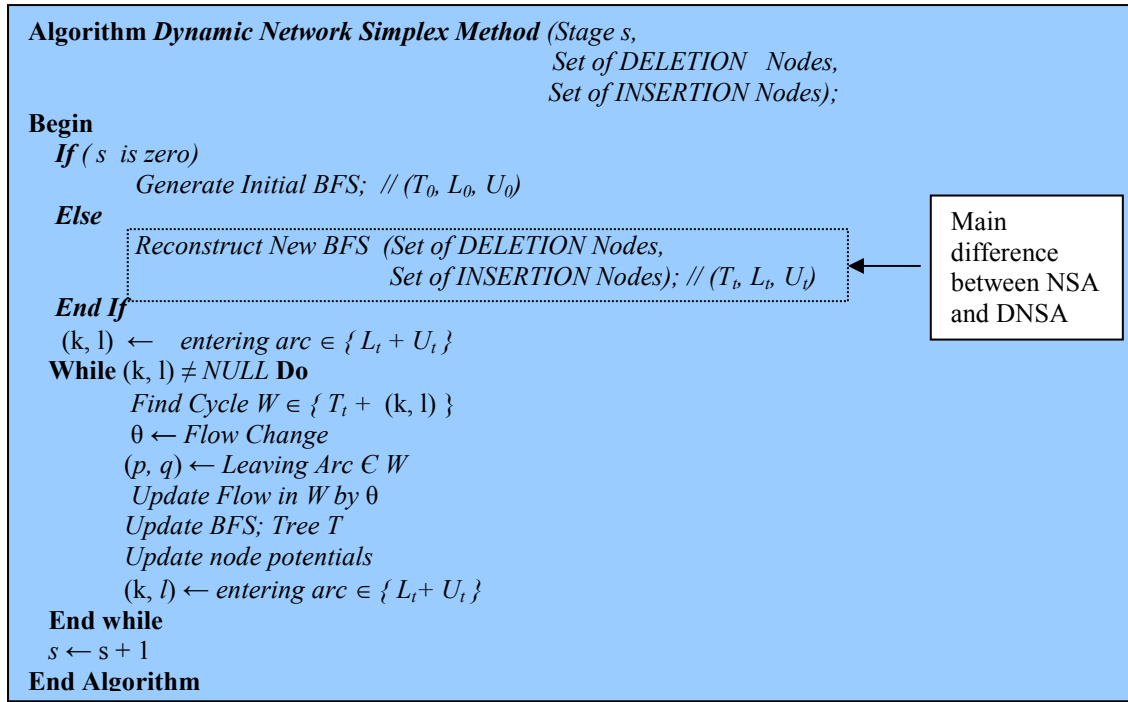 Algorithm Dynamic Network Simplex Method (Stage s,
Set of DELETION Nodes,
Set of INSERTION Nodes);
Begin
If ( s is zero)
Generate Initial BFS; // (T₀, L₀, U₀)
Else
Reconstruct New BFS (Set of DELETION Nodes,
Set of INSERTION Nodes); // (Tₜ, Lₜ, Uₜ)
End If
(k, l) ← entering arc ∈ { Lₜ + Uₜ }
While (k, l) ≠ NULL Do
Find Cycle W ∈ { Tₜ + (k, l) }
θ ← Flow Change
(p, q) ← Leaving Arc Є W
Update Flow in W by θ
Update BFS; Tree T
Update node potentials
(k, l) ← entering arc ∈ { Lₜ+ Uₜ }
End while
s ← s + 1
End Algorithm
Main
difference
between NSA
and DNSA